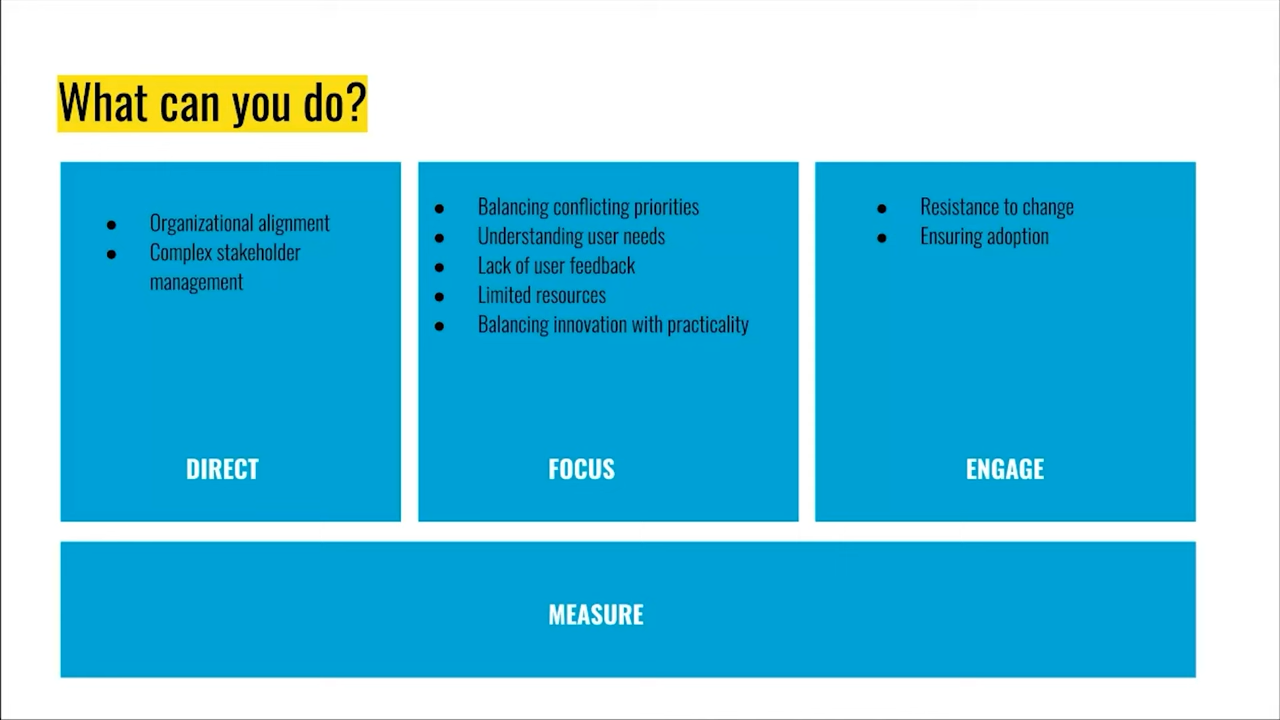 What can you do?
● Organizational alignment
● Complex stakeholder
management
DIRECT
● Balancing conflicting priorities
● Understanding user needs
● Lack of user feedback
● Limited resources
● Balancing innovation with practicality
FOCUS
● Resistance to change
● Ensuring adoption
ENGAGE
MEASURE